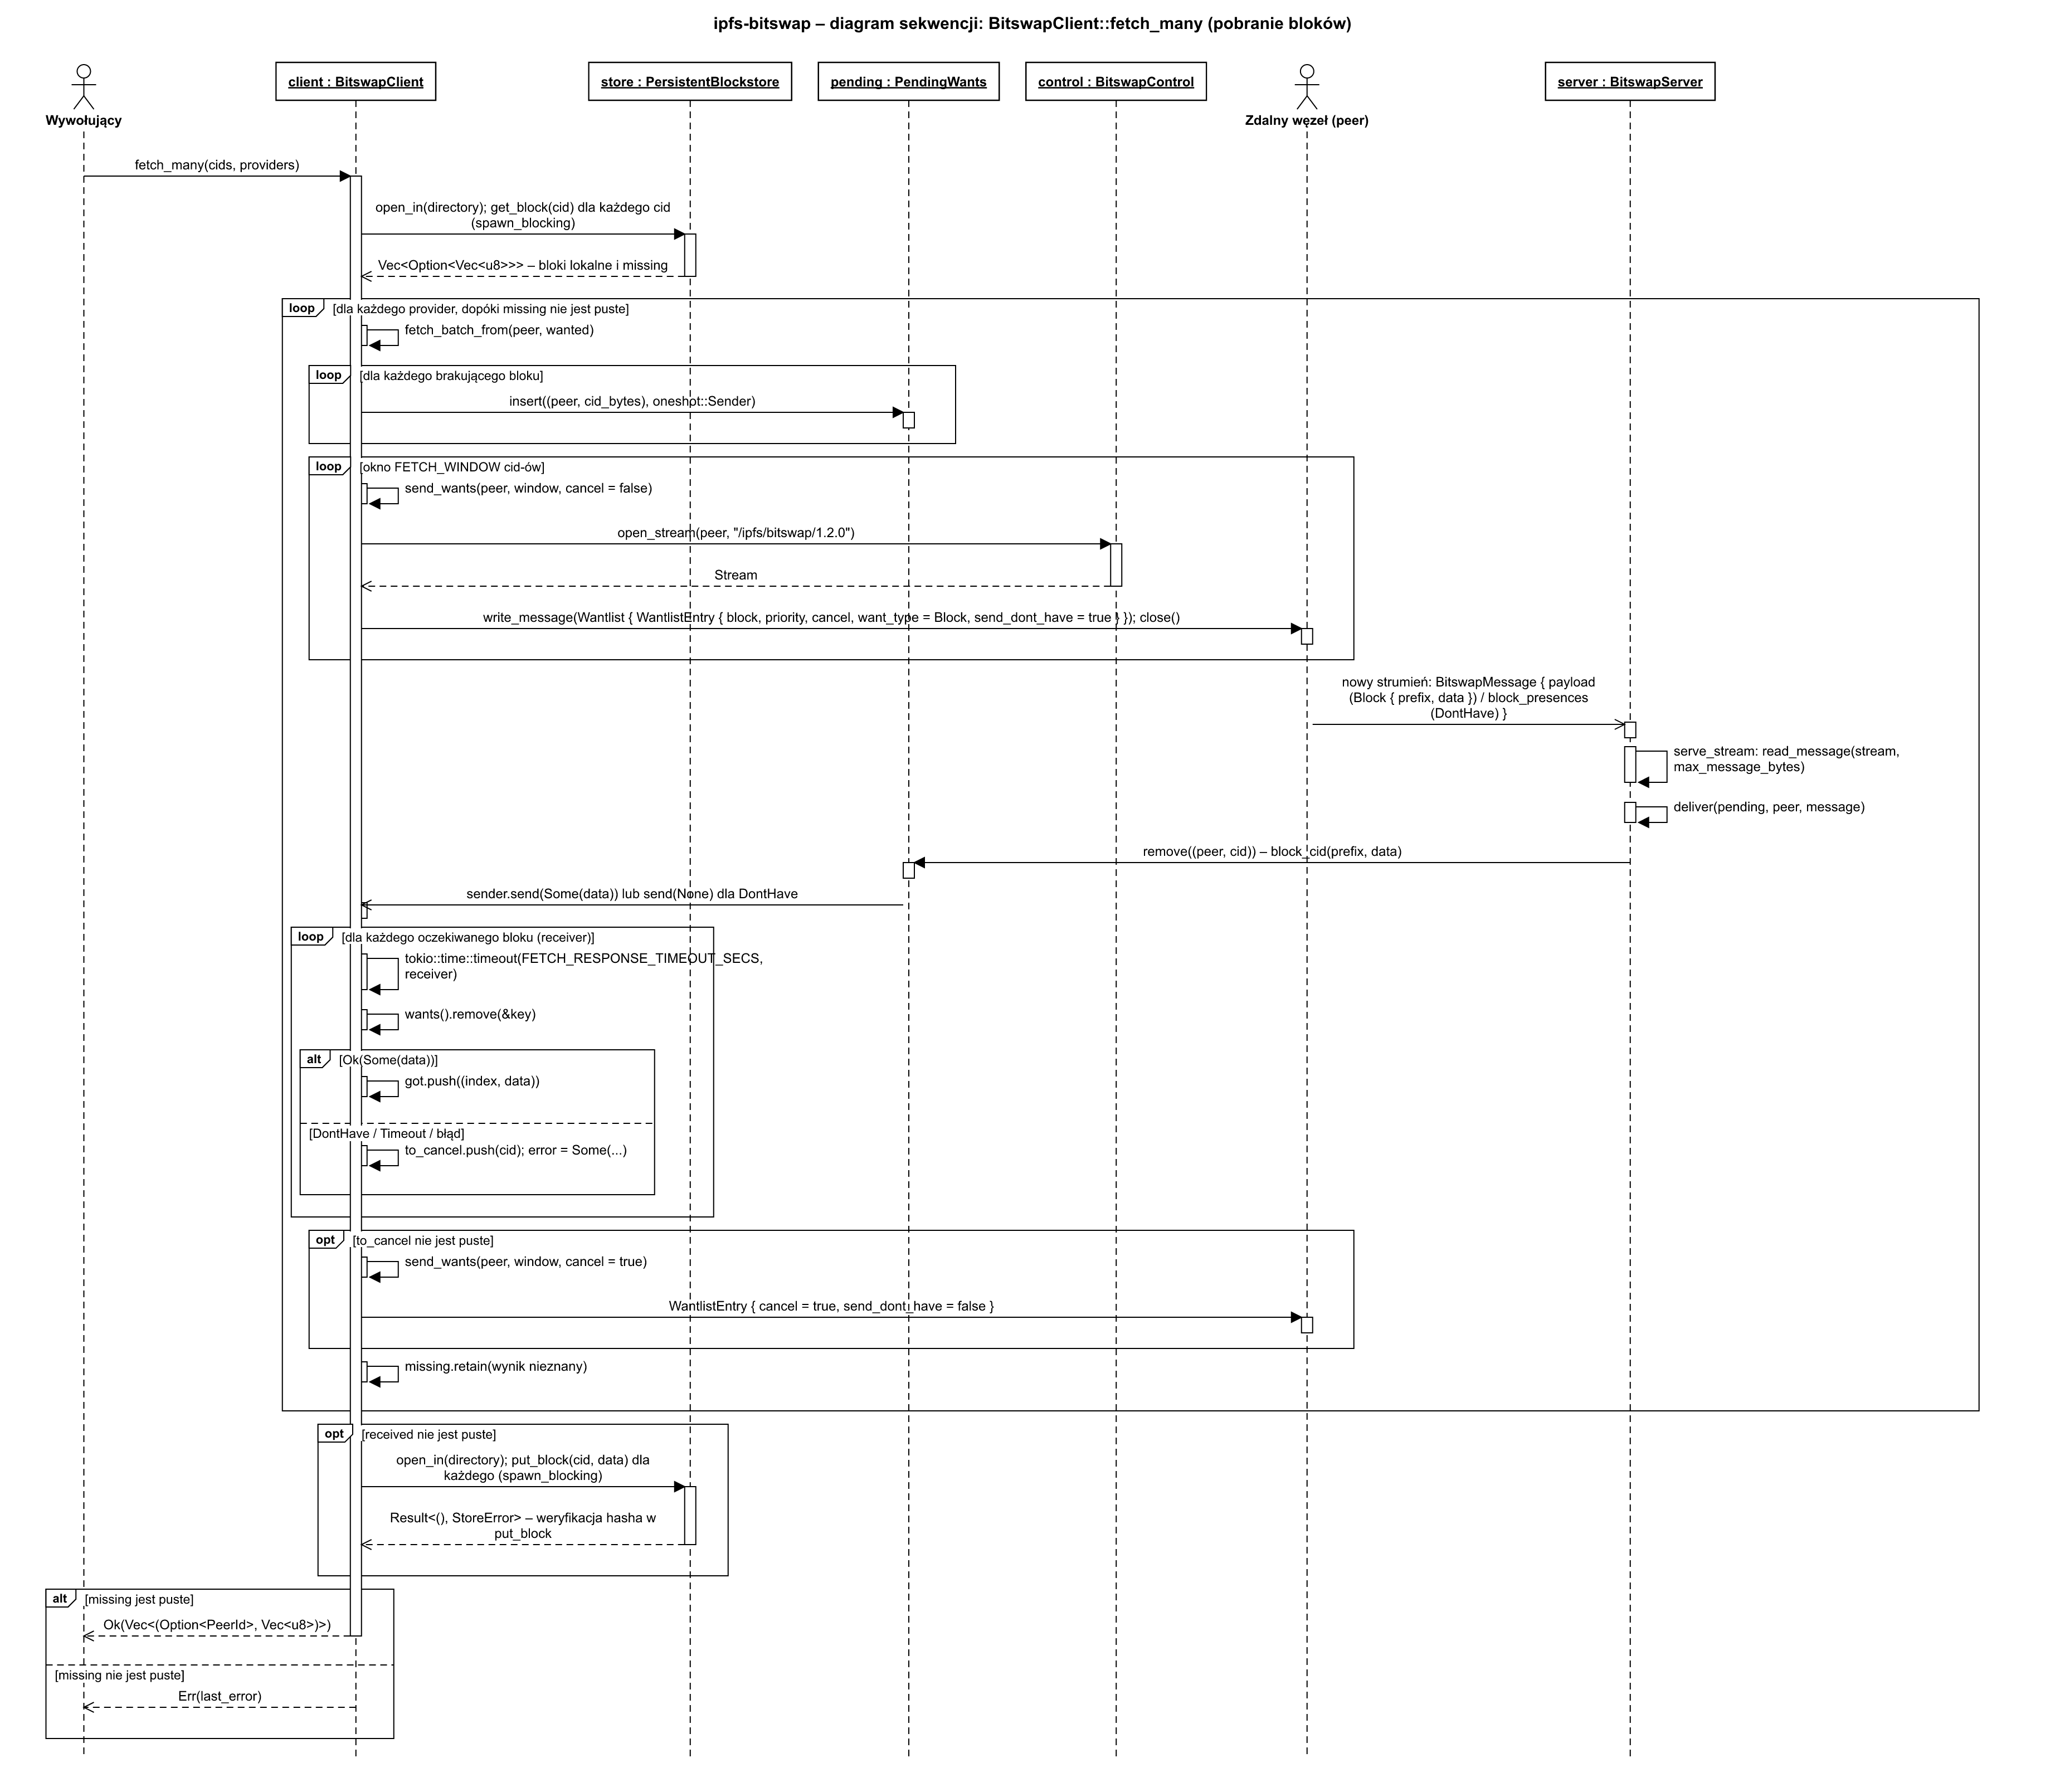 ipfs-bitswap – diagram sekwencji: BitswapClient::fetch_many (pobranie bloków)
client : BitswapClient
store : PersistentBlockstore
pending : PendingWants
control : BitswapControl
server : BitswapServer
Wywołujący
Zdalny węzeł (peer)
fetch_many(cids, providers)
open_in(directory); get_block(cid) dla każdego cid
(spawn_blocking)
Vec<Option<Vec<u8>>> – bloki lokalne i missing
loop
[dla każdego provider, dopóki missing nie jest puste]
fetch_batch_from(peer, wanted)
loop
[dla każdego brakującego bloku]
insert((peer, cid_bytes), oneshot::Sender)
loop
[okno FETCH_WINDOW cid-ów]
send_wants(peer, window, cancel = false)
open_stream(peer, "/ipfs/bitswap/1.2.0")
Stream
write_message(Wantlist { WantlistEntry { block, priority, cancel, want_type = Block, send_dont_have = true } }); close()
nowy strumień: BitswapMessage { payload
(Block { prefix, data }) / block_presences
(DontHave) }
serve_stream: read_message(stream,
max_message_bytes)
deliver(pending, peer, message)
remove((peer, cid)) – block_cid(prefix, data)
sender.send(Some(data)) lub send(None) dla DontHave
loop
[dla każdego oczekiwanego bloku (receiver)]
tokio::time::timeout(FETCH_RESPONSE_TIMEOUT_SECS,
receiver)
wants().remove(&key)
alt
[Ok(Some(data))]
got.push((index, data))
[DontHave / Timeout / błąd]
to_cancel.push(cid); error = Some(...)
opt
[to_cancel nie jest puste]
send_wants(peer, window, cancel = true)
WantlistEntry { cancel = true, send_dont_have = false }
missing.retain(wynik nieznany)
opt
[received nie jest puste]
open_in(directory); put_block(cid, data) dla
każdego (spawn_blocking)
Result<(), StoreError> – weryfikacja hasha w
put_block
alt
[missing jest puste]
Ok(Vec<(Option<PeerId>, Vec<u8>)>)
[missing nie jest puste]
Err(last_error)